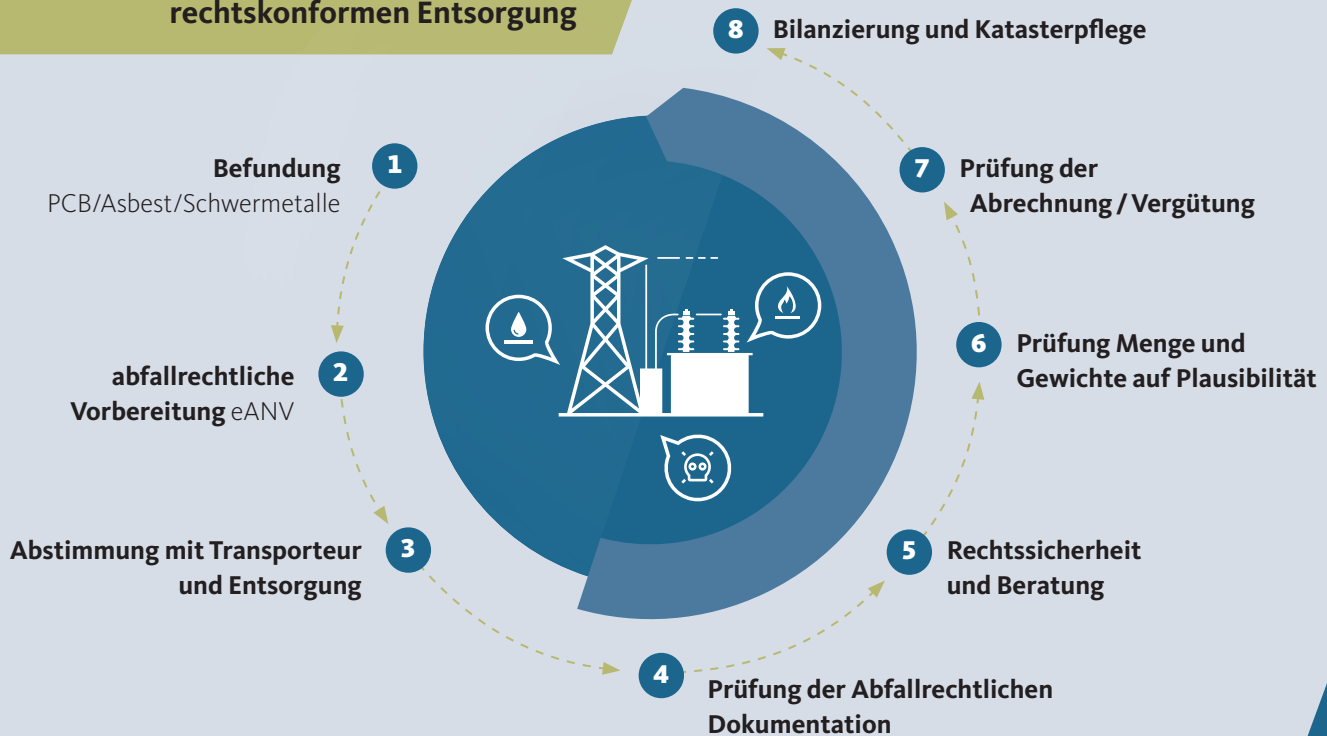 rechtskonformen Entsorgung
1
Befundung
PCB/Asbest/Schwermetalle
2
abfallrechtliche
Vorbereitung eANV
3
Abstimmung mit Transporteur
und Entsorgung
4
Prüfung der Abfallrechtlichen
Dokumentation
5
Rechtssicherheit
und Beratung
6
Prüfung Menge und
Gewichte auf Plausibilität
7
Prüfung der
Abrechnung / Vergütung
8
Bilanzierung und Katasterpflege